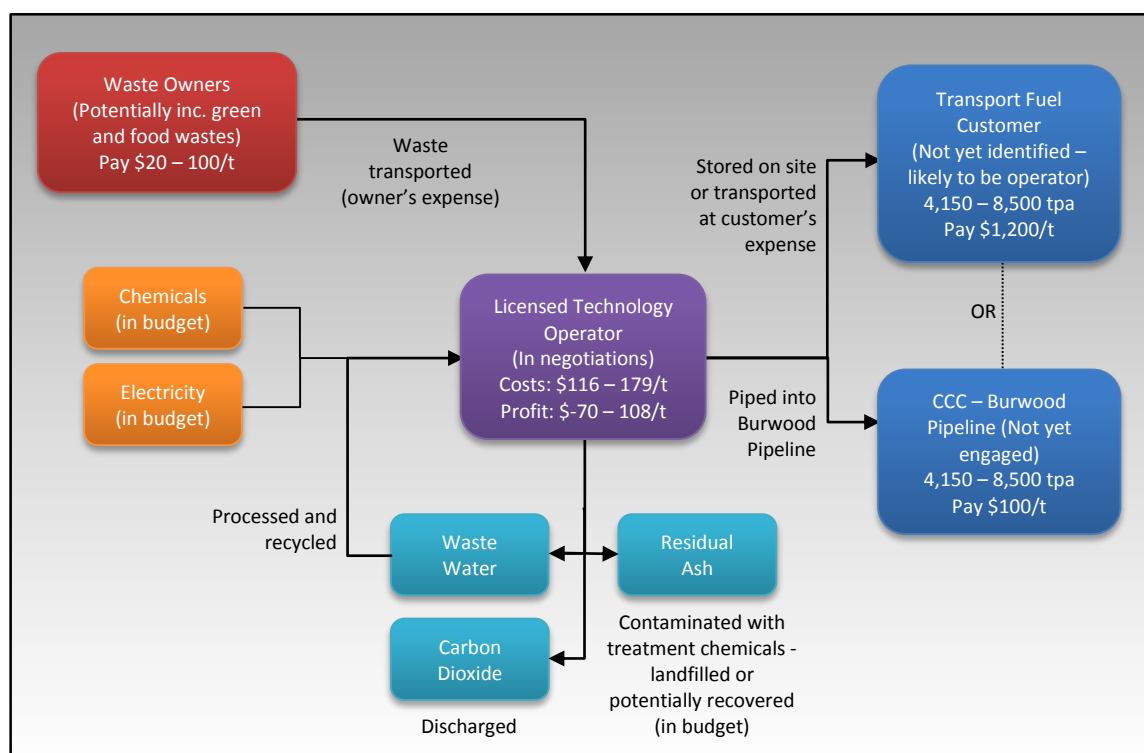 Waste Owners
(Potentially inc. green
and food wastes)
Pay $20 – 100/t
Waste
transported
(owner's expense)
Stored on site
or transported
at customer's
expense
Transport Fuel
Customer
(Not yet identified –
likely to be operator)
4,150 – 8,500 tpa
Pay $1,200/t
Chemicals
(in budget)
Electricity
(in budget)
Licensed Technology
Operator
(In negotiations)
Costs: $116 – 179/t
Profit: $-70 – 108/t
OR
Piped into
Burwood
Pipeline
CCC – Burwood
Pipeline (Not yet
engaged)
4,150 – 8,500 tpa
Pay $100/t
Processed and
recycled
Waste
Water
Residual
Ash
Carbon
Dioxide
Discharged
Contaminated with
treatment chemicals -
landfilled or
potentially recovered
(in budget)